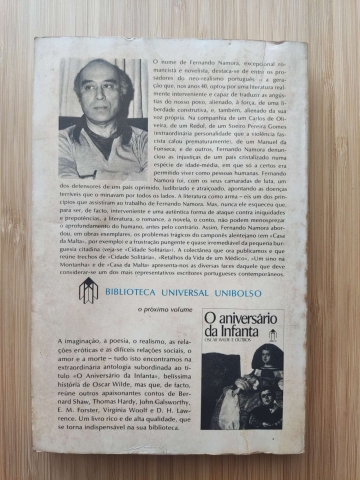 O nome de Fernando Namora, excepcional ro-
mancista e novelista, destaca-se de entre os pro-
sadores do neo-realismo português — a gera-
ção que, nos anos 40, optou por uma literatura real-
mente interveniente e capaz de traduzir as angús-
tias do nosso povo, alienado, à força, de uma li-
berdade construtiva, e, também, alienado da sua
voz própria. Na companhia de um Carlos de Oli-
veira, de um Redol, de um Soeiro Pereira Gomes
(extraordinária personalidade que a violência fas-
cista calou prematuramente), de um Manuel da
Fonseca, e de outros, Fernando Namora denun-
ciou as injustiças de um país cristalizado numa
espécie de idade-média, em que só a certos era
permitido viver como pessoas humanas. Fernando
Namora foi, com os seus camaradas de luta, um
dos defensores de um país oprimido, ludibriado e atraiçoado, apontando as doenças
terríveis que o minavam por todos os lados. A literatura como arma — eis um dos prin-
cípios que assistiram ao trabalho de Fernando Namora. Mas, nunca ele esqueceu que,
para ser, de facto, interveniente e uma autêntica forma de ataque contra iniquidades
e prepotências, a literatura, o romance, a novela, o conto, não podem menosprezar
o aprofundamento do humano, antes pelo contrário. Assim, Fernando Namora abor-
dou, em obras exemplares, os problemas trágicos do camponês alentejano (em «Casa
da Malta», por exemplo) e a frustração pungente e quase irremediável da pequena bur-
guesia citadina (veja-se «Cidade Solitária»). A colectânea que ora publicamos e que
reúne trechos de «Cidade Solitária», «Retalhos da Vida de um Médico», «Um sino na
Montanha» e de «Casa da Malta» apresenta-nos as diversas faces daquele que deve
considerar-se um dos mais representativos escritores portugueses contemporâneos.
BIBLIOTECA UNIVERSAL UNIBOLSO
o próximo volume
A imaginação, a poesia, o realismo, as rela-
ções eróticas e as difíceis relações sociais, o
amor e a morte – tudo isto encontramos na
extraordinária antologia subordinada ao tí-
tulo «O Aniversário da Infanta», belíssima
história de Oscar Wilde, mas que, de facto,
reúne outros apaixonantes contos de Ber-
nard Shaw, Thomas Hardy, John Galsworthy,
E. M. Forster, Virginia Woolf e D. H. Law-
rence. Um livro rico e de alta qualidade, que
se torna indispensável na sua biblioteca.
O aniversário
da Infanta
OSCAR WILDE E OUTROS